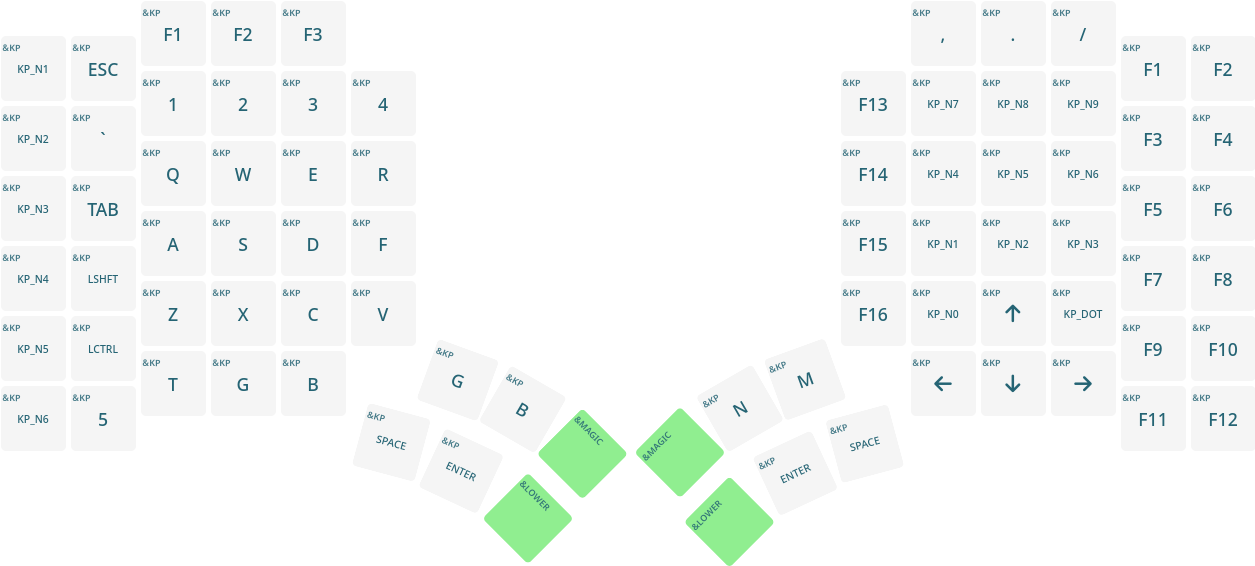 &KP &KP &KP &KP &KP &KP
F1 F2 F3 , . /
&KP &KP &KP &KP
KP_N1 ESC F1 F2
&KP &KP &KP &KP &KP &KP &KP &KP
1 2 3 4 F13 KP_N7 KP_N8 KP_N9
&KP &KP &KP &KP
KP_N2 ` F3 F4
&KP &KP &KP &KP &KP &KP &KP &KP
Q W E R F14 KP_N4 KP_N5 KP_N6
&KP &KP &KP &KP
KP_N3 TAB F5 F6
&KP &KP &KP &KP &KP &KP &KP &KP
A S D F F15 KP_N1 KP_N2 KP_N3
&KP &KP &KP &KP
KP_N4 LSHFT F7 F8
&KP &KP &KP &KP &KP &KP &KP &KP
Z X C V F16 KP_N0 ↑ KP_DOT
&KP &KP &KP &KP
KP_N5 LCTRL F9 F10
&KP &KP &KP &KP &KP &KP
T G B ← ↓ →
&KP &KP &KP &KP
KP_N6 5 F11 F12
&KP &KP &KP &KP
G B N M
&MAGIC &MAGIC
&KP &KP &KP &KP
SPACE ENTER ENTER SPACE
&LOWER &LOWER